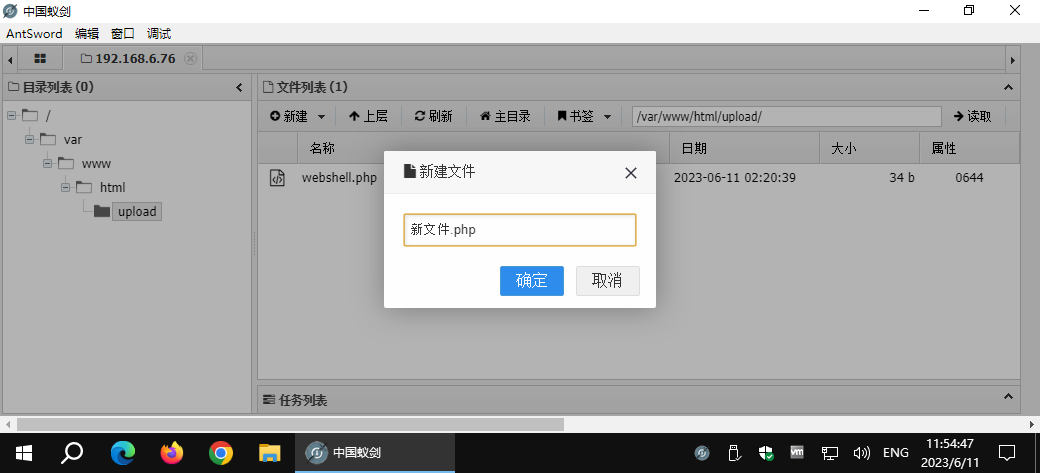 中国蚁剑
AntSword 编辑 窗口 调试
192.168.6.76
目录列表 (0)
文件列表 (1)
新建 上层 刷新 主目录 书签 /var/www/html/upload/ 读取
名称 日期 大小 属性
/
var
www
html
upload
webshell.php 2023-06-11 02:20:39 34 b 0644
新建文件
新文件.php
确定 取消
任务列表
中国蚁剑
vm
ENG
11:54:47
2023/6/11